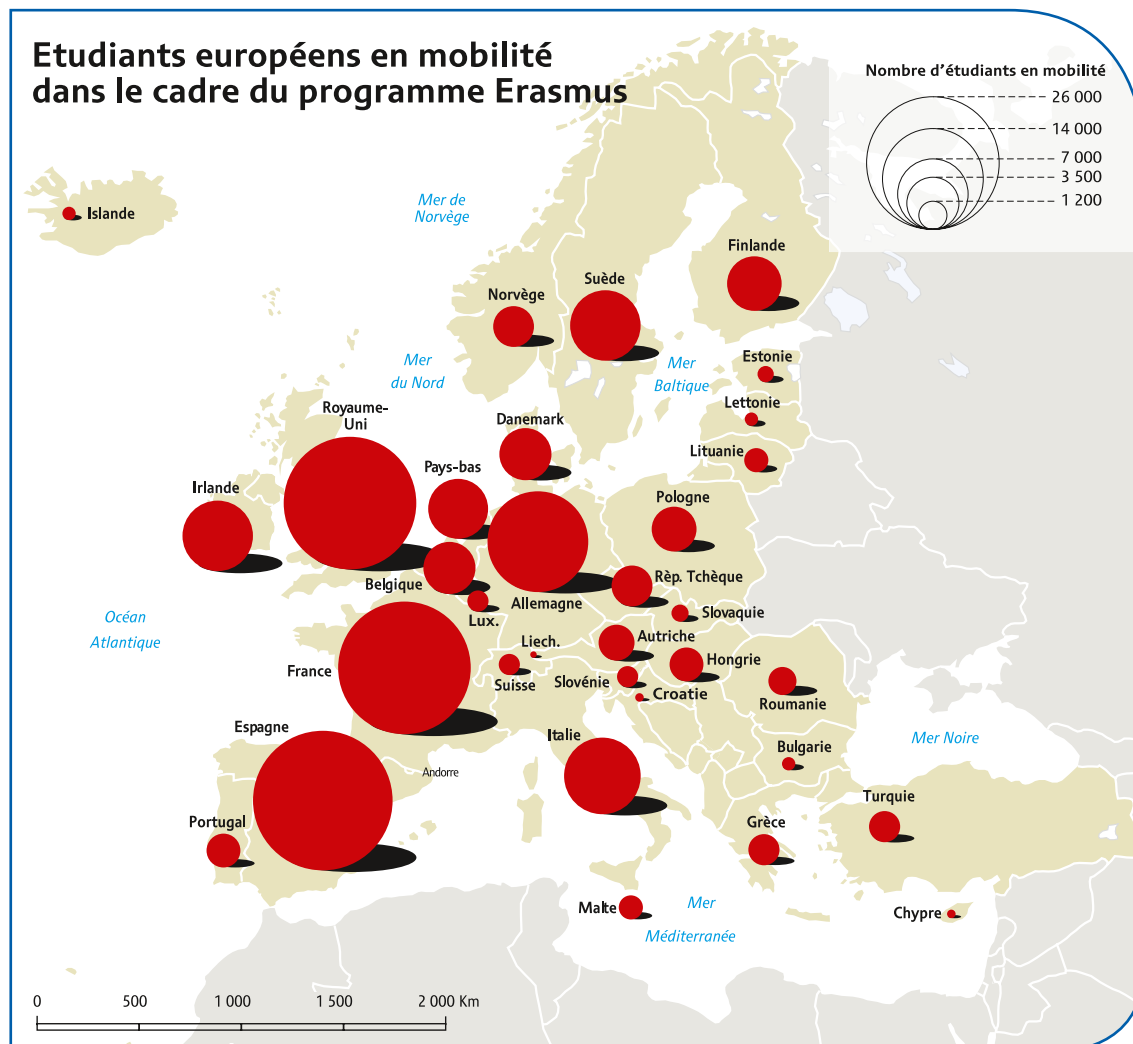 Etudiants européens en mobilité
dans le cadre du programme Erasmus
Nombre d'étudiants en mobilité
26 000
14 000
7 000
3 500
1 200
Islande
Mer de
Norvège
Finlande
Suède
Norvège
Mer
du Nord
Mer
Baltique
Estonie
Lettonie
Lituanie
Royaume-
Uni
Danemark
Pays-bas
Irlande
Pologne
Belgique
Allemagne
Rèp. Tchèque
Lux.
Slovaquie
Océan
Atlantique
Liech.
Autriche
France
Suisse
Slovénie
Hongrie
Croatie
Roumanie
Espagne
Italie
Bulgarie
Mer Noire
Andorre
Turquie
Portugal
Grèce
Malte
Mer
Méditerranée
Chypre
0
500
1 000
1 500
2 000 Km